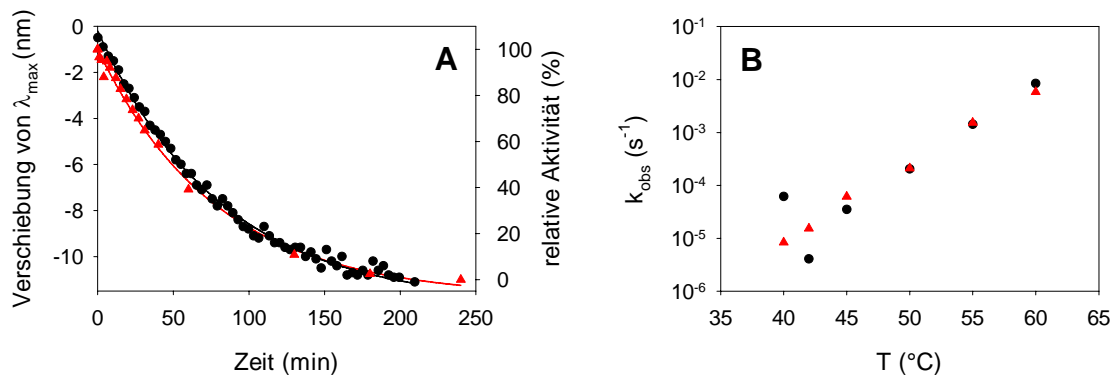 A
Verschiebung von λmax (nm)
0
-2
-4
-6
-8
-10
0 50 100 150 200 250
Zeit (min)
100
80
60
40
20
0
relative Aktivität (%)
B
kobs (s-1)
10-1
10-2
10-3
10-4
10-5
10-6
35 40 45 50 55 60 65
T (°C)